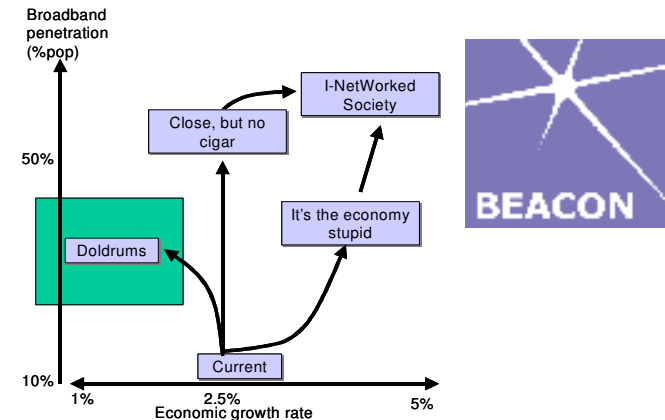 Broadband
penetration
(%pop)
I-NetWorked
Society
Close, but no
cigar
50%
It's the economy
stupid
Doldrums
Current
10%
1%
2.5%
5%
Economic growth rate
BEACON